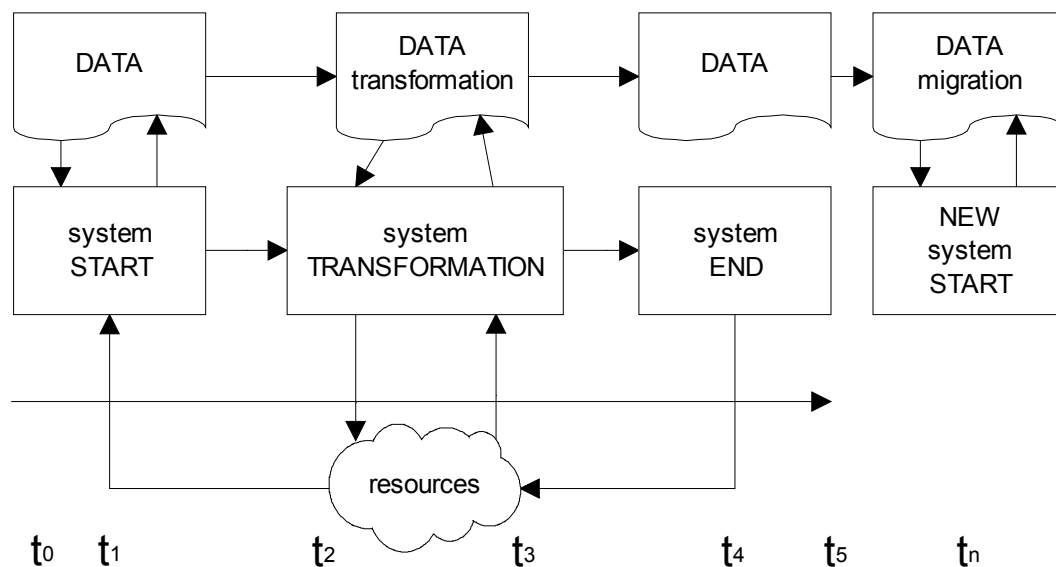 DATA
DATA
transformation
DATA
DATA
migration
system
START
system
TRANSFORMATION
system
END
NEW
system
START
resources
t0 t1 t2 t3 t4 t5 tn